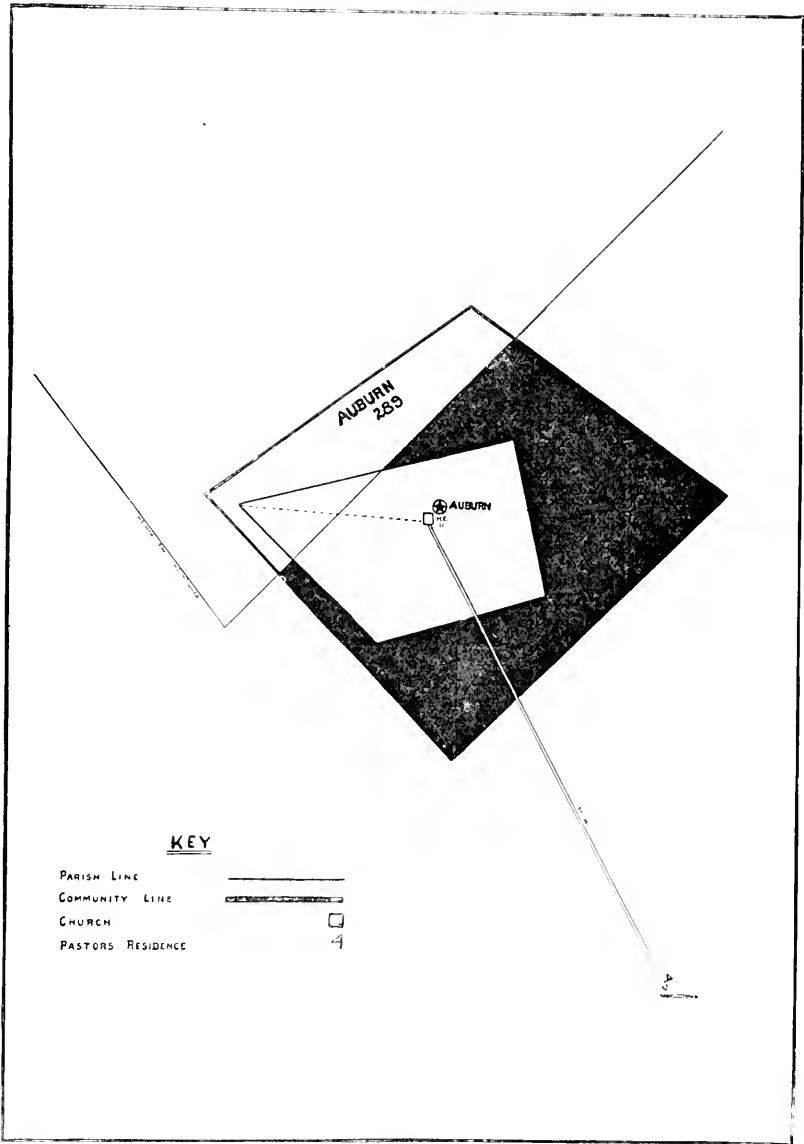 AUBURN
289
AUBURN
M.E.
KEY
PARISH LINE
COMMUNITY LINE
CHURCH
PASTORS RESIDENCE